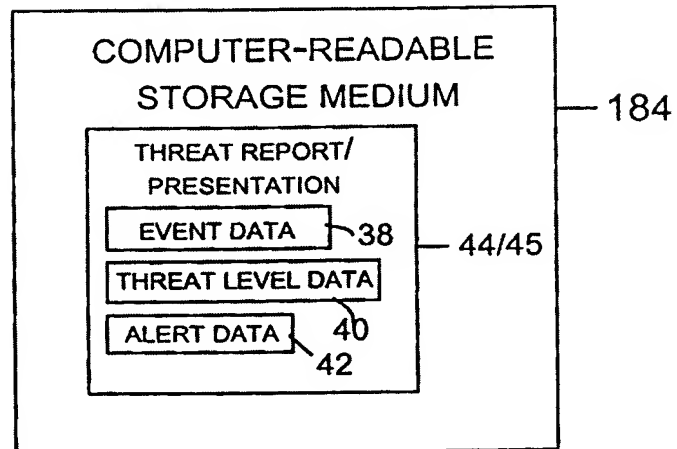 COMPUTER-READABLE
STORAGE MEDIUM
184
THREAT REPORT/
PRESENTATION
EVENT DATA
38
44/45
THREAT LEVEL DATA
40
ALERT DATA
42